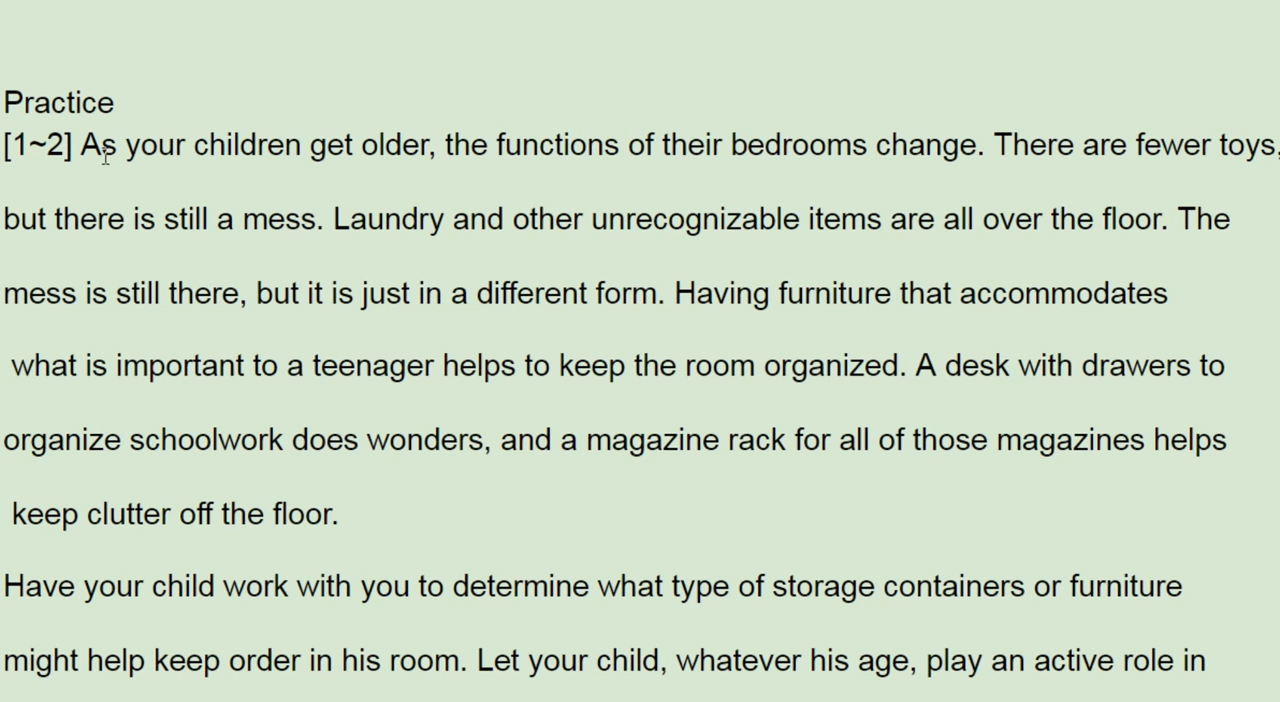 Practice
[1~2] As your children get older, the functions of their bedrooms change. There are fewer toys,
but there is still a mess. Laundry and other unrecognizable items are all over the floor. The
mess is still there, but it is just in a different form. Having furniture that accommodates
what is important to a teenager helps to keep the room organized. A desk with drawers to
organize schoolwork does wonders, and a magazine rack for all of those magazines helps
keep clutter off the floor.
Have your child work with you to determine what type of storage containers or furniture
might help keep order in his room. Let your child, whatever his age, play an active role in